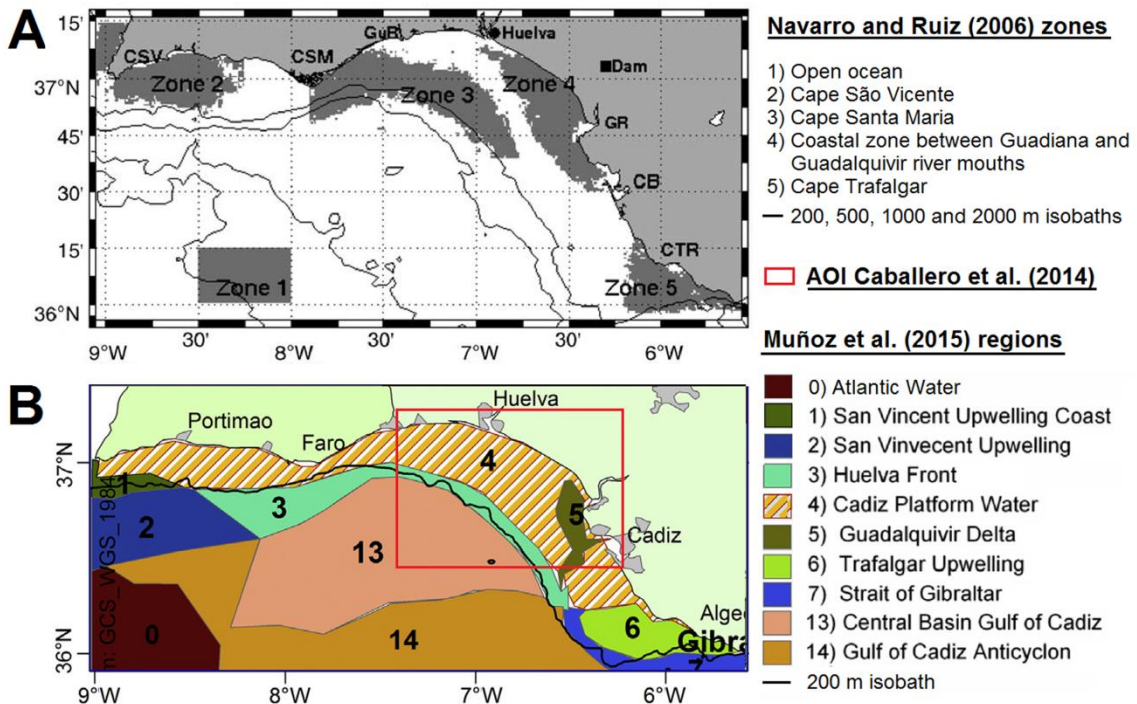 A
15'
37°N
45'
30'
15'
36°N
CSV
CSM
GuR
Huelva
Dam
Zone 2
Zone 3
Zone 4
GR
CB
CTR
Zone 1
Zone 5
9°W
30'
8°W
30'
7°W
30'
6°W
Navarro and Ruiz (2006) zones
1) Open ocean
2) Cape São Vicente
3) Cape Santa Maria
4) Coastal zone between Guadiana and
Guadalquivir river mouths
5) Cape Trafalgar
200, 500, 1000 and 2000 m isobaths
AOI Caballero et al. (2014)
Muñoz et al. (2015) regions
0) Atlantic Water
1) San Vincent Upwelling Coast
2) San Vinvecent Upwelling
3) Huelva Front
4) Cadiz Platform Water
5) Guadalquivir Delta
6) Trafalgar Upwelling
7) Strait of Gibraltar
13) Central Basin Gulf of Cadiz
14) Gulf of Cadiz Anticyclon
200 m isobath
B
Portimao
Faro
Huelva
Cadiz
Alge
Gibra
37°N
36°N
1
2
3
4
5
13
6
0
14
7
m: GCS_WGS_1984
9°W
8°W
7°W
6°W